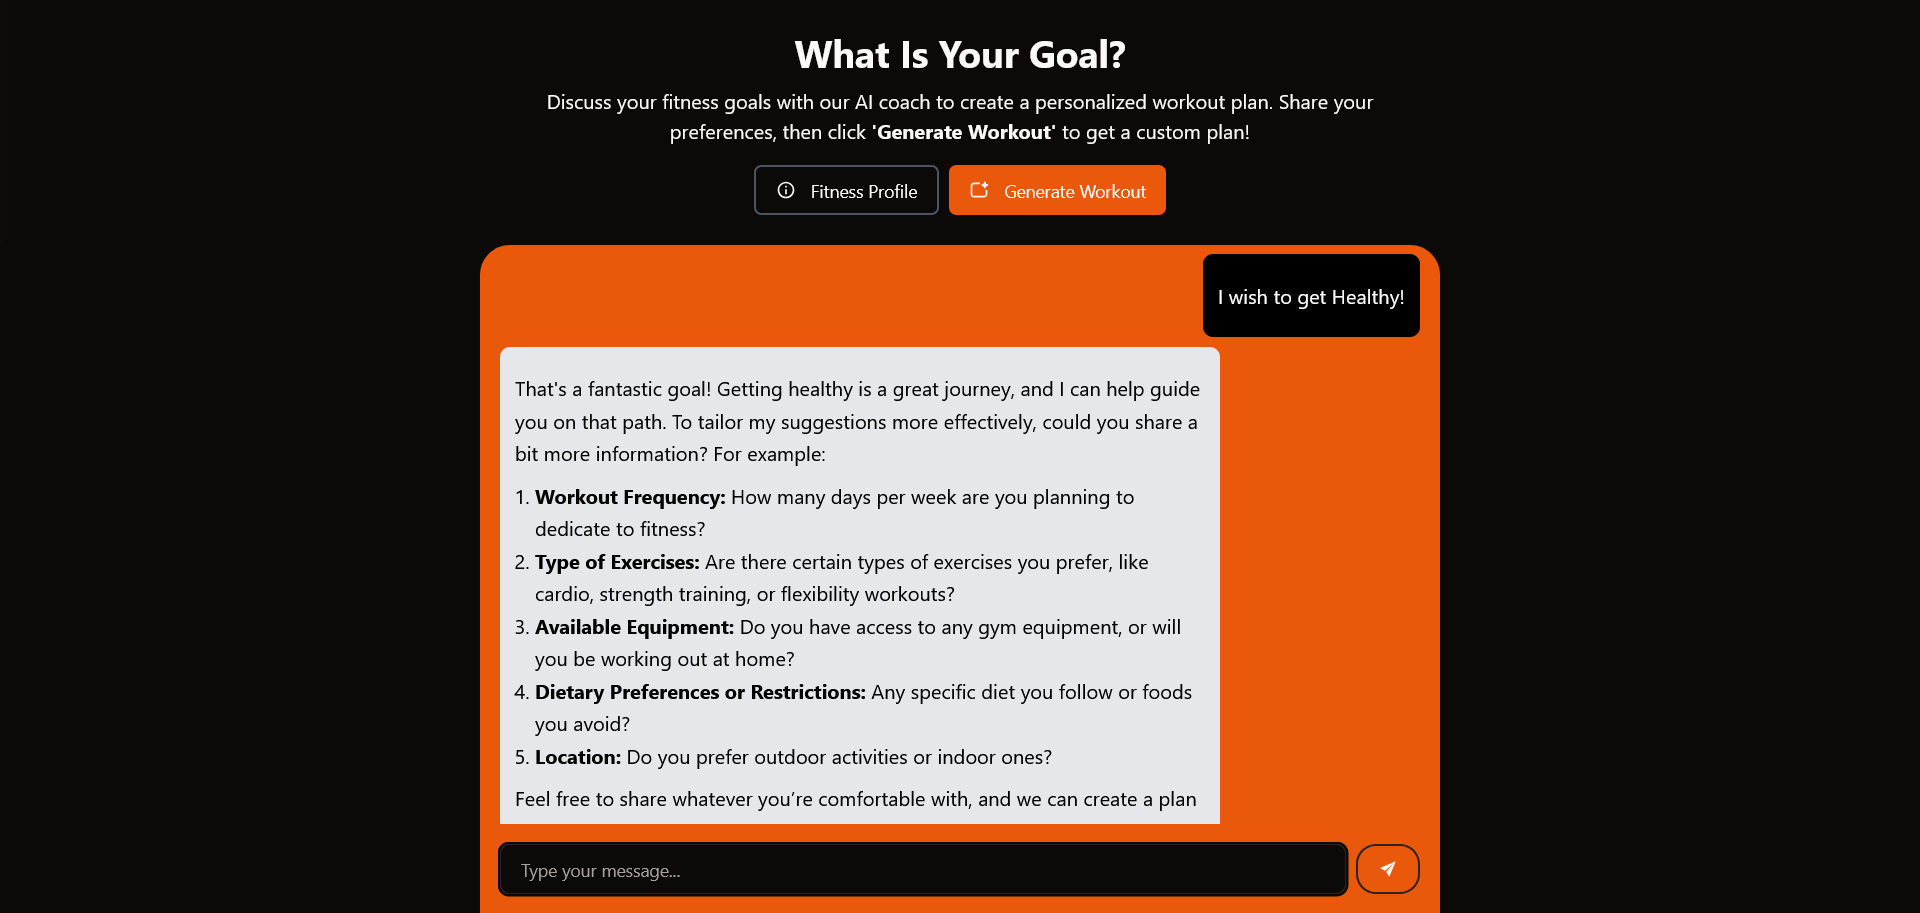 What Is Your Goal?
Discuss your fitness goals with our AI coach to create a personalized workout plan. Share your
preferences, then click 'Generate Workout' to get a custom plan!
Fitness Profile
Generate Workout
I wish to get Healthy!
That's a fantastic goal! Getting healthy is a great journey, and I can help guide
you on that path. To tailor my suggestions more effectively, could you share a
bit more information? For example:
1. Workout Frequency: How many days per week are you planning to
dedicate to fitness?
2. Type of Exercises: Are there certain types of exercises you prefer, like
cardio, strength training, or flexibility workouts?
3. Available Equipment: Do you have access to any gym equipment, or will
you be working out at home?
4. Dietary Preferences or Restrictions: Any specific diet you follow or foods
you avoid?
5. Location: Do you prefer outdoor activities or indoor ones?
Feel free to share whatever you’re comfortable with, and we can create a plan
Type your message...